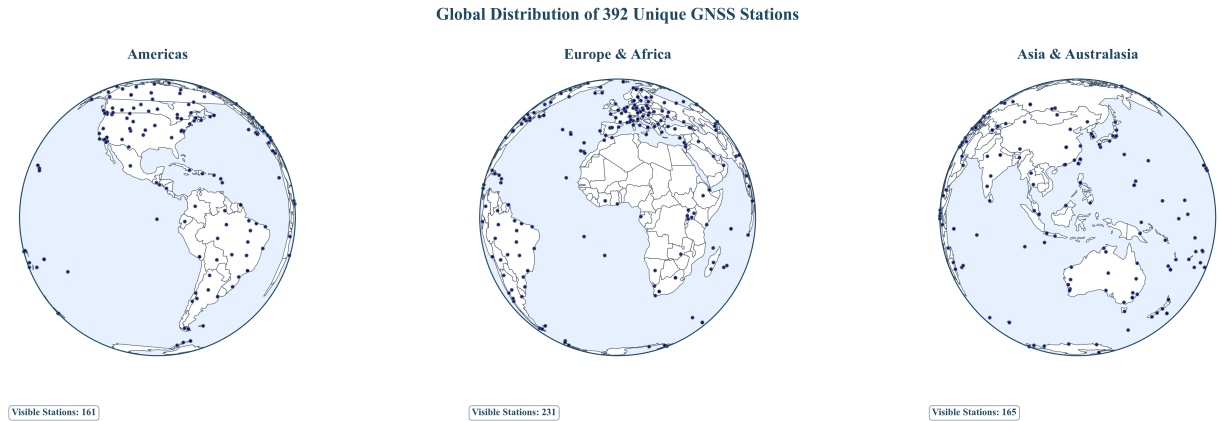 Global Distribution of 392 Unique GNSS Stations
Americas
Europe & Africa
Asia & Australasia
Visible Stations: 161
Visible Stations: 231
Visible Stations: 165